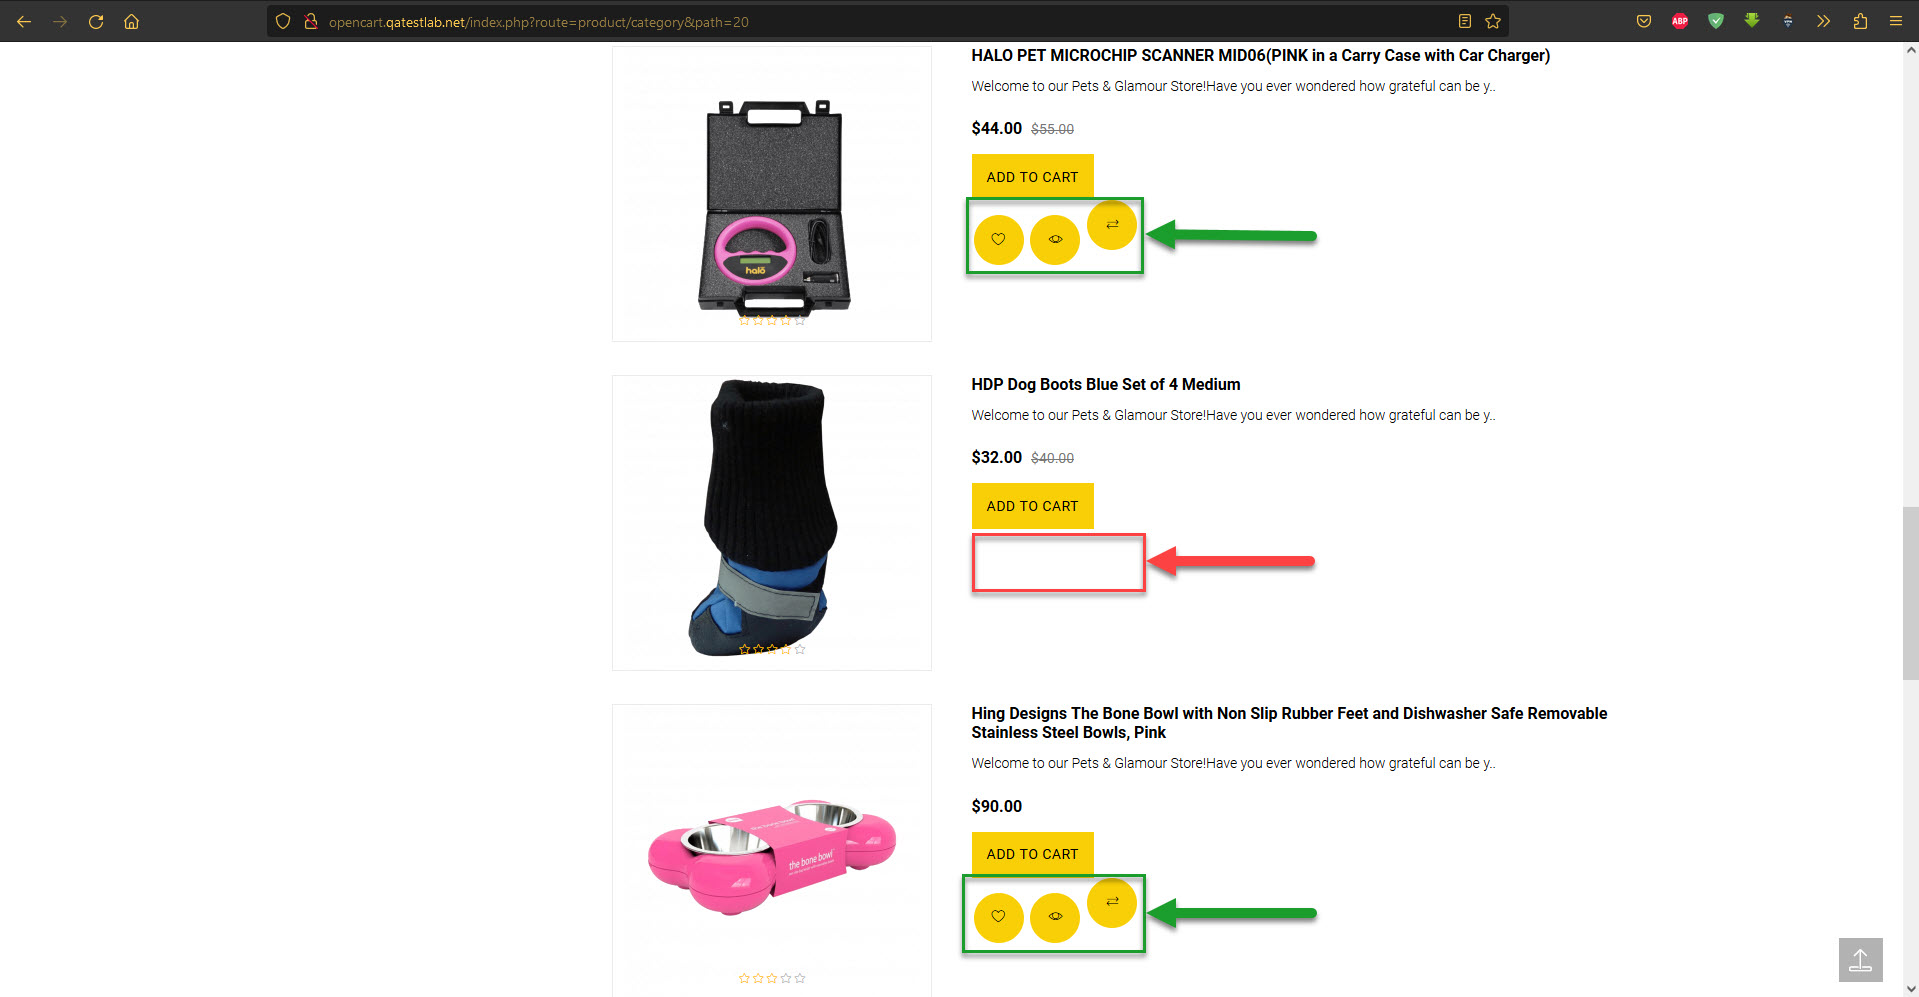 opencart.qatestlab.net/index.php?route=product/category&path=20
ABP
HALO PET MICROCHIP SCANNER MID06(PINK in a Carry Case with Car Charger)
Welcome to our Pets & Glamour Store!Have you ever wondered how grateful can be y..
$44.00 $55.00
ADD TO CART
halo
HDP Dog Boots Blue Set of 4 Medium
Welcome to our Pets & Glamour Store!Have you ever wondered how grateful can be y..
$32.00 $40.00
ADD TO CART
Hing Designs The Bone Bowl with Non Slip Rubber Feet and Dishwasher Safe Removable
Stainless Steel Bowls, Pink
Welcome to our Pets & Glamour Store!Have you ever wondered how grateful can be y..
$90.00
the bone bowl
the bone bowl
ADD TO CART